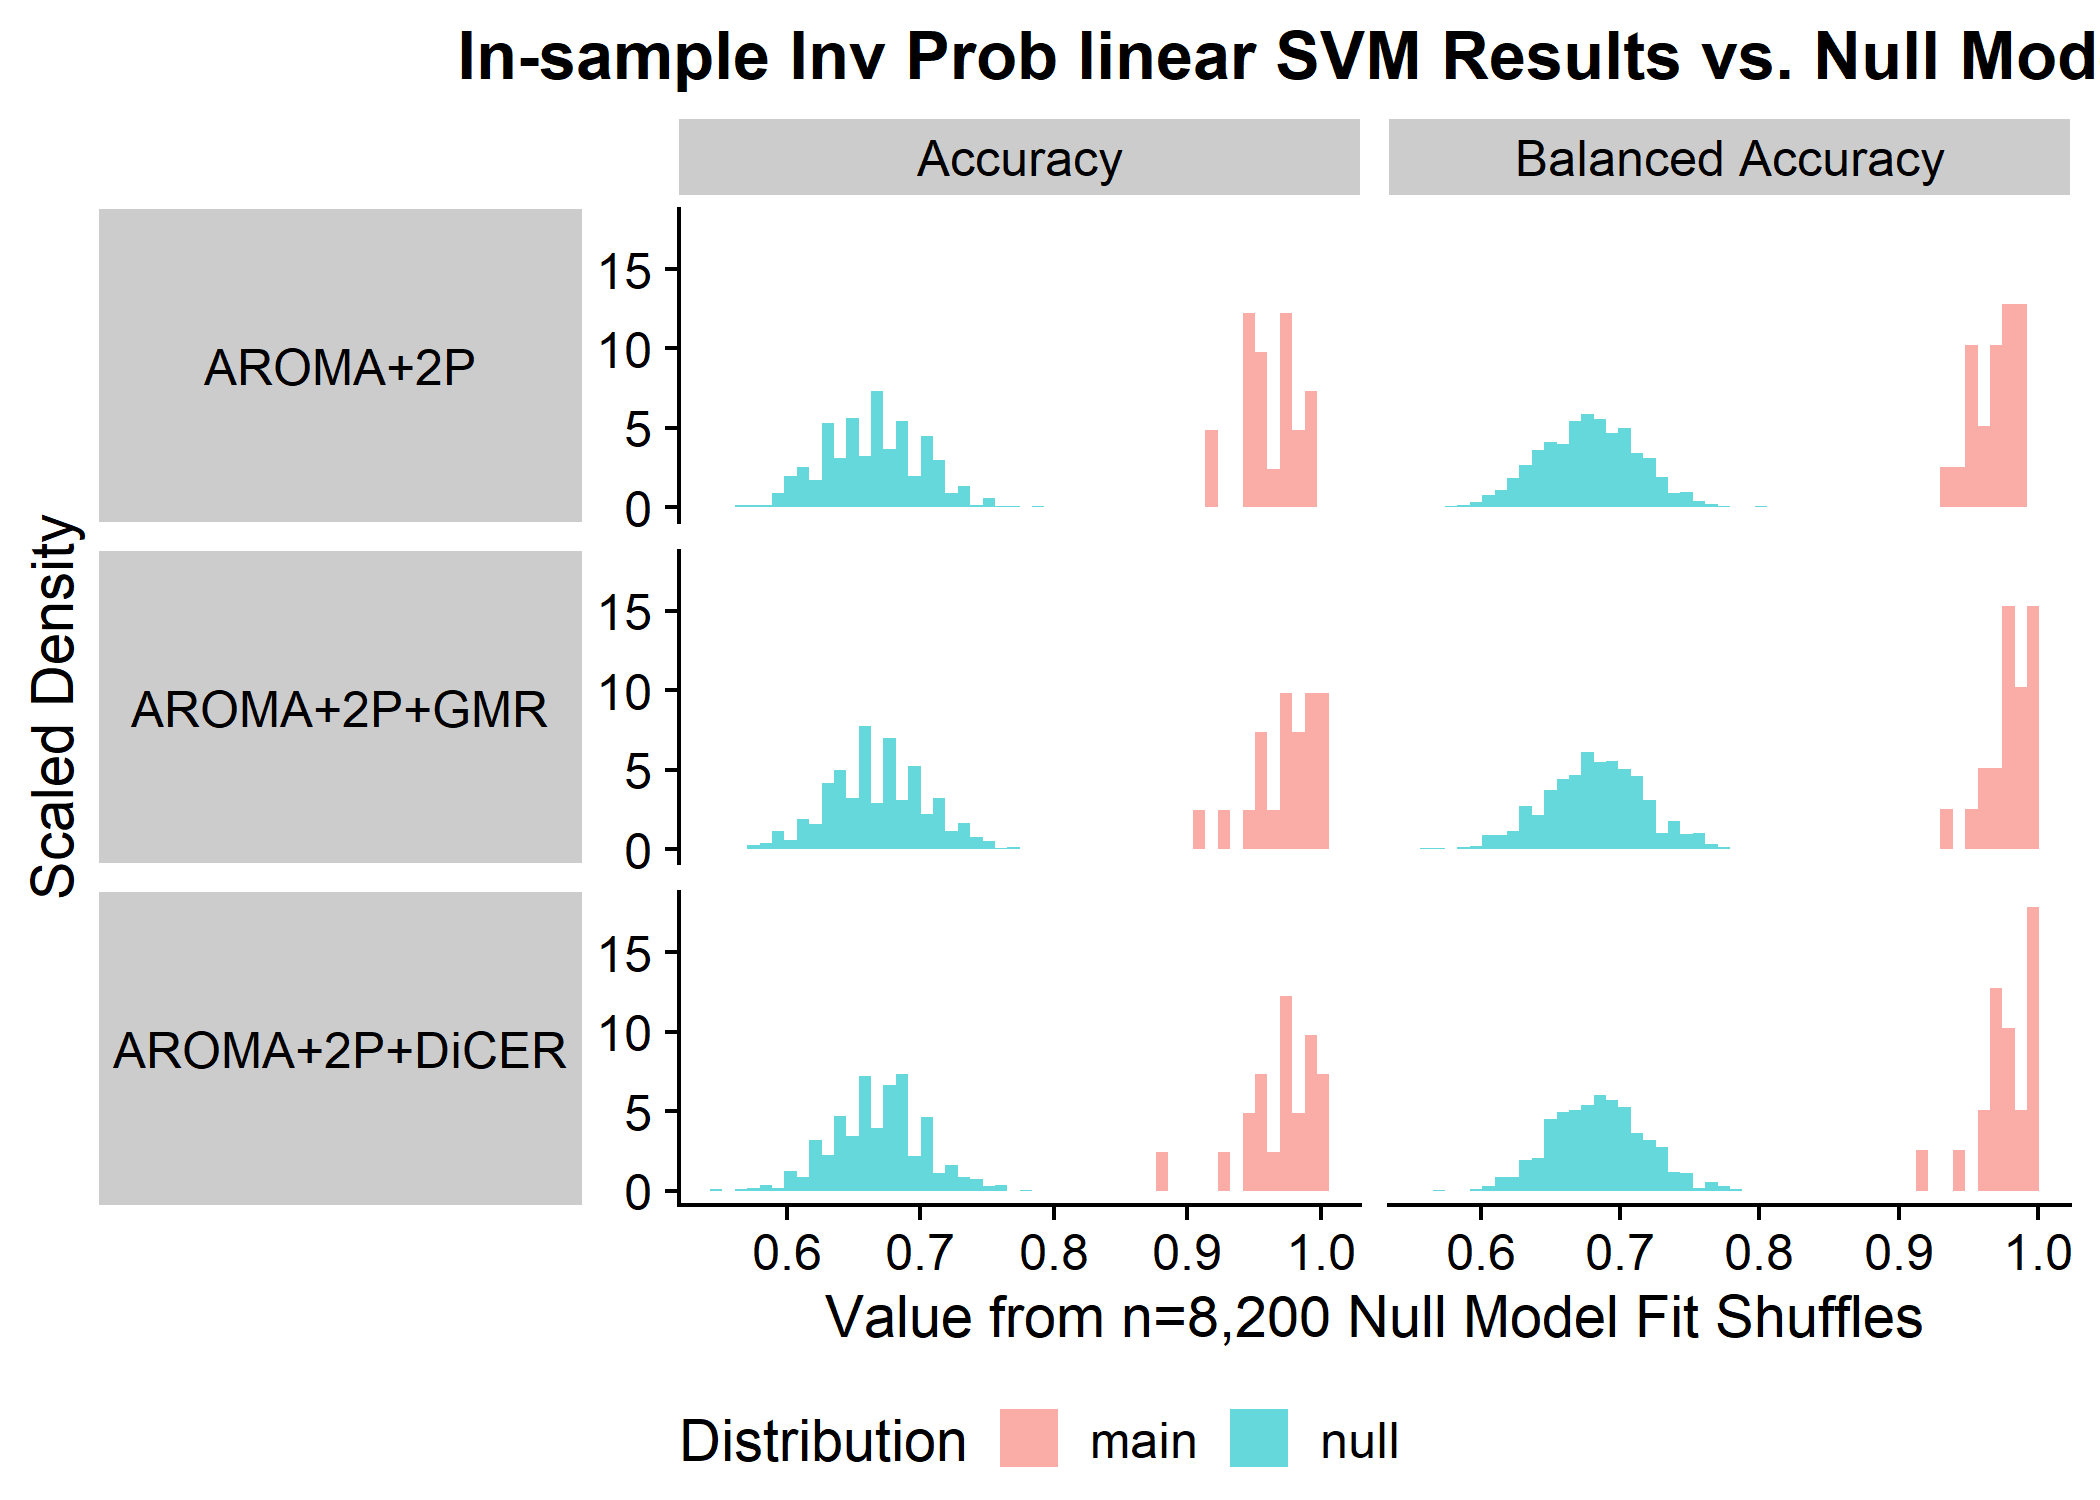 In-sample Inv Prob linear SVM Results vs. Null Mod
Accuracy
Balanced Accuracy
AROMA+2P
15
10
5
0
AROMA+2P+GMR
15
10
5
0
AROMA+2P+DiCER
15
10
5
0
Scaled Density
0.6 0.7 0.8 0.9 1.0
0.6 0.7 0.8 0.9 1.0
Value from n=8,200 Null Model Fit Shuffles
Distribution main null